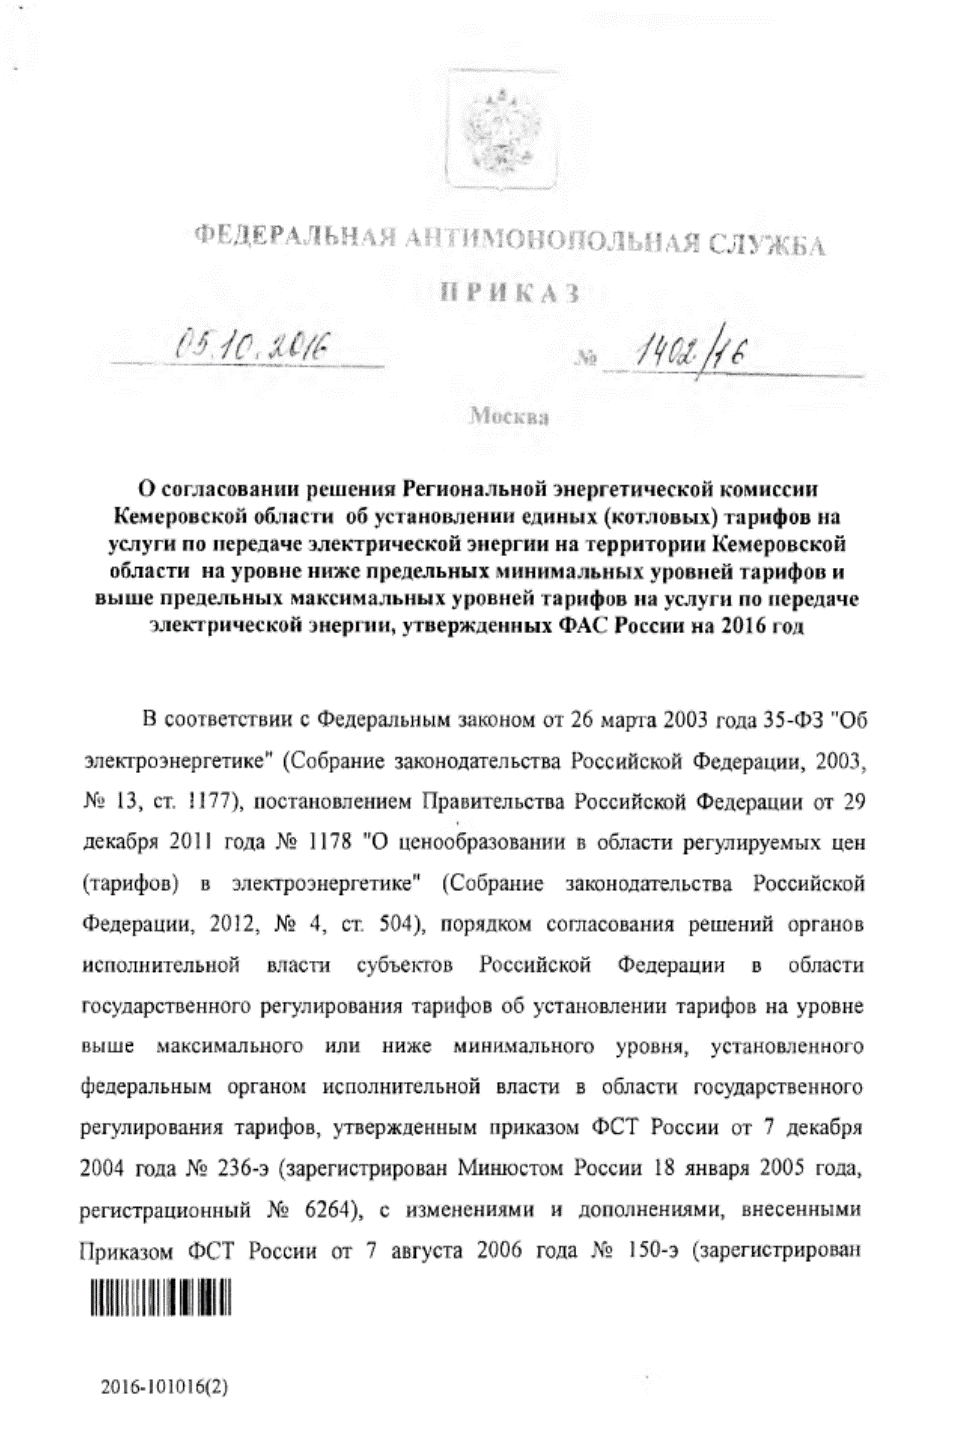 ФЕДЕРАЛЬНАЯ АНТИМОНОПОЛЬНАЯ СЛУЖБА
ПРИКАЗ
05.10.2016 № 1402/16
Москва
О согласовании решения Региональной энергетической комиссии
Кемеровской области об установлении единых (котловых) тарифов на
услуги по передаче электрической энергии на территории Кемеровской
области на уровне ниже предельных минимальных уровней тарифов и
выше предельных максимальных уровней тарифов на услуги по передаче
электрической энергии, утвержденных ФАС России на 2016 год
В соответствии с Федеральным законом от 26 марта 2003 года 35-ФЗ "Об
электроэнергетике" (Собрание законодательства Российской Федерации, 2003,
№ 13, ст. 1177), постановлением Правительства Российской Федерации от 29
декабря 2011 года № 1178 "О ценообразовании в области регулируемых цен
(тарифов) в электроэнергетике" (Собрание законодательства Российской
Федерации, 2012, № 4, ст. 504), порядком согласования решений органов
исполнительной власти субъектов Российской Федерации в области
государственного регулирования тарифов об установлении тарифов на уровне
выше максимального или ниже минимального уровня, установленного
федеральным органом исполнительной власти в области государственного
регулирования тарифов, утвержденным приказом ФСТ России от 7 декабря
2004 года № 236-э (зарегистрирован Минюстом России 18 января 2005 года,
регистрационный № 6264), с изменениями и дополнениями, внесенными
Приказом ФСТ России от 7 августа 2006 года № 150-э (зарегистрирован
2016-101016(2)